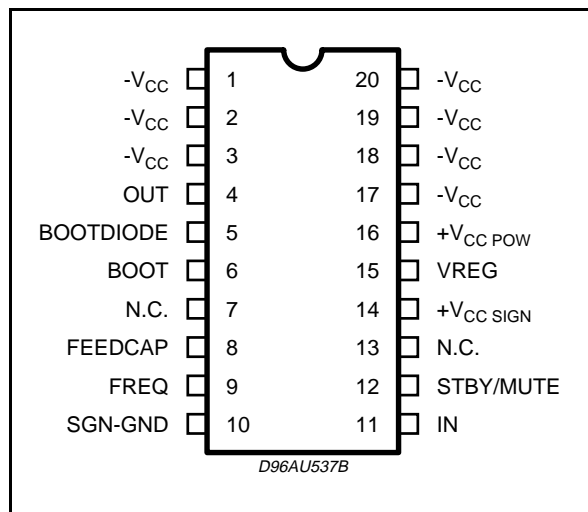 -VCC 1 20 -VCC
-VCC 2 19 -VCC
-VCC 3 18 -VCC
OUT 4 17 -VCC
BOOTDIODE 5 16 +VCC POW
BOOT 6 15 VREG
N.C. 7 14 +VCC SIGN
FEEDCAP 8 13 N.C.
FREQ 9 12 STBY/MUTE
SGN-GND 10 11 IN
D96AU537B